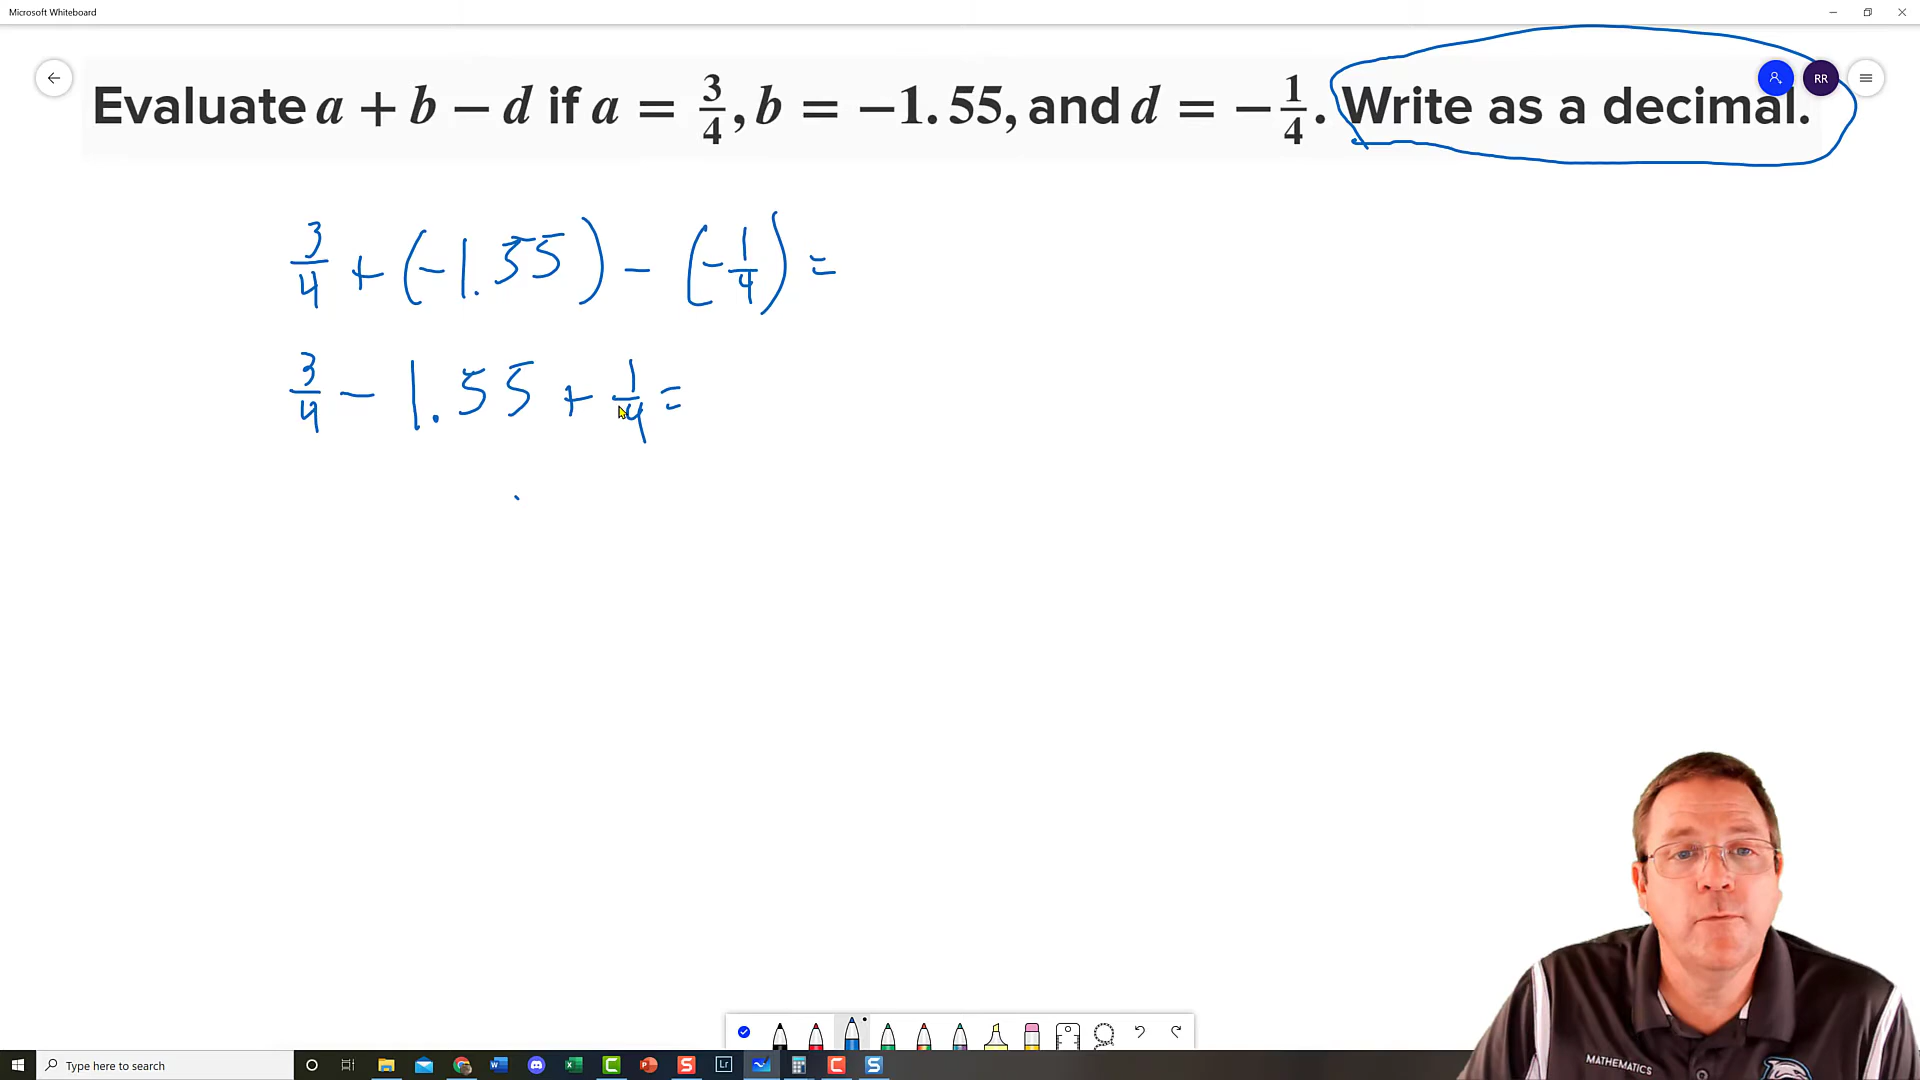 Microsoft Whiteboard
Evaluate a + b − d if a = 3/4, b = −1.55, and d = −1/4. Write as a decimal.
RR
3/4 + (−1.55) − (−1/4) =
3/4 − 1.55 + 1/4 =
MATHEMATICS
Type here to search